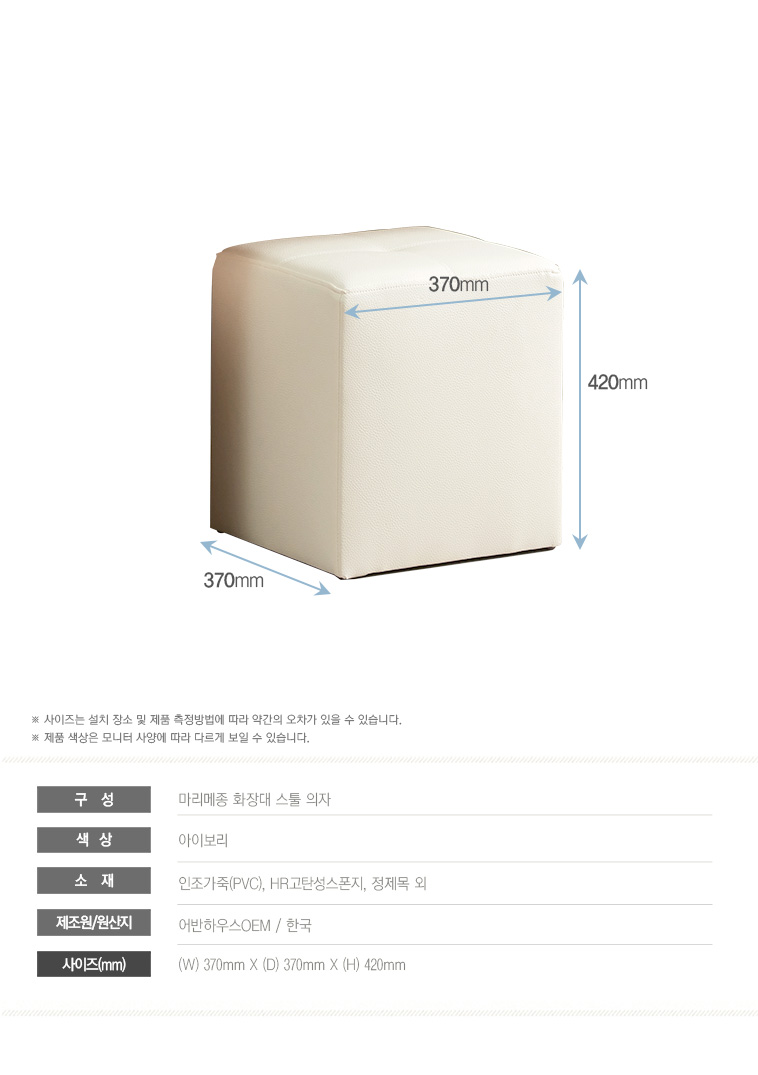 370mm
420mm
370mm
※ 사이즈는 설치 장소 및 제품 측정방법에 따라 약간의 오차가 있을 수 있습니다.
※ 제품 색상은 모니터 사양에 따라 다르게 보일 수 있습니다.
구 성 마리메종 화장대 스툴 의자
색 상 아이보리
소 재 인조가죽(PVC), HR고탄성스폰지, 정제목 외
제조원/원산지 어반하우스OEM / 한국
사이즈(mm) (W) 370mm X (D) 370mm X (H) 420mm